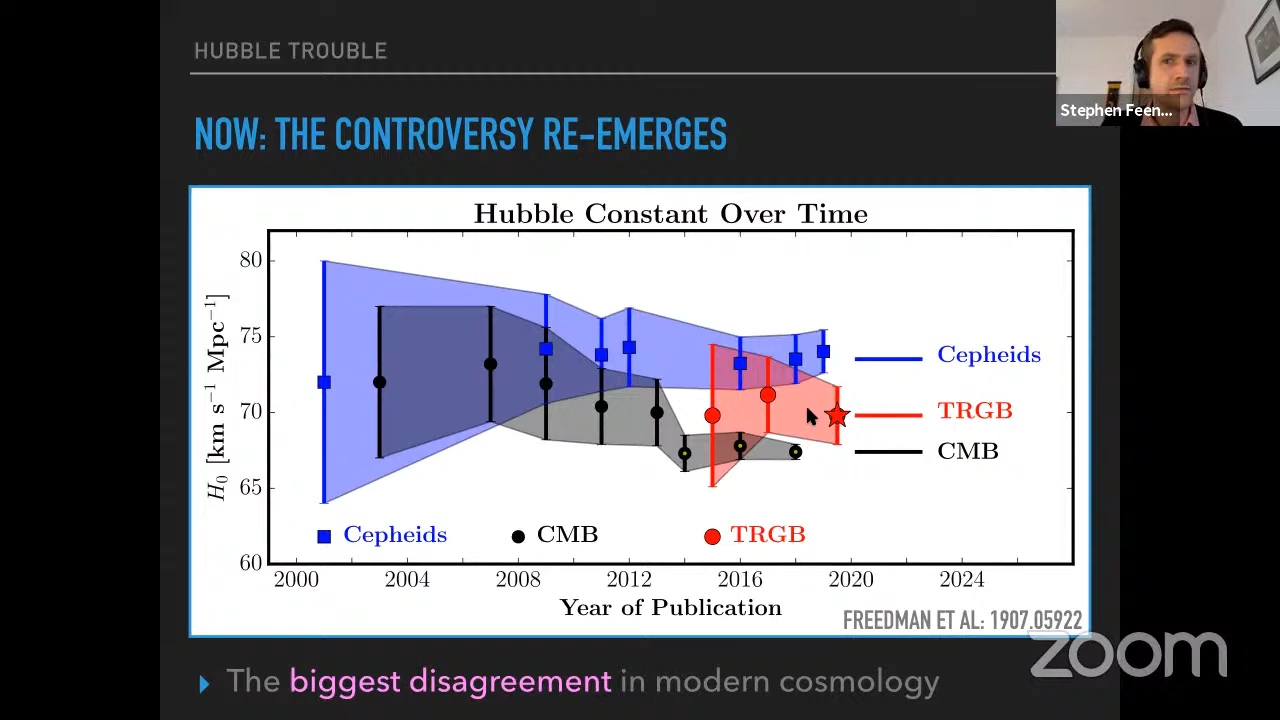 HUBBLE TROUBLE
Stephen Feen...
NOW: THE CONTROVERSY RE-EMERGES
Hubble Constant Over Time
80
75
70
65
60
H₀ [km s⁻¹ Mpc⁻¹]
Cepheids
TRGB
CMB
Cepheids
CMB
TRGB
2000 2004 2008 2012 2016 2020 2024
Year of Publication
FREEDMAN ET AL: 1907.05922
zoom
The biggest disagreement in modern cosmology